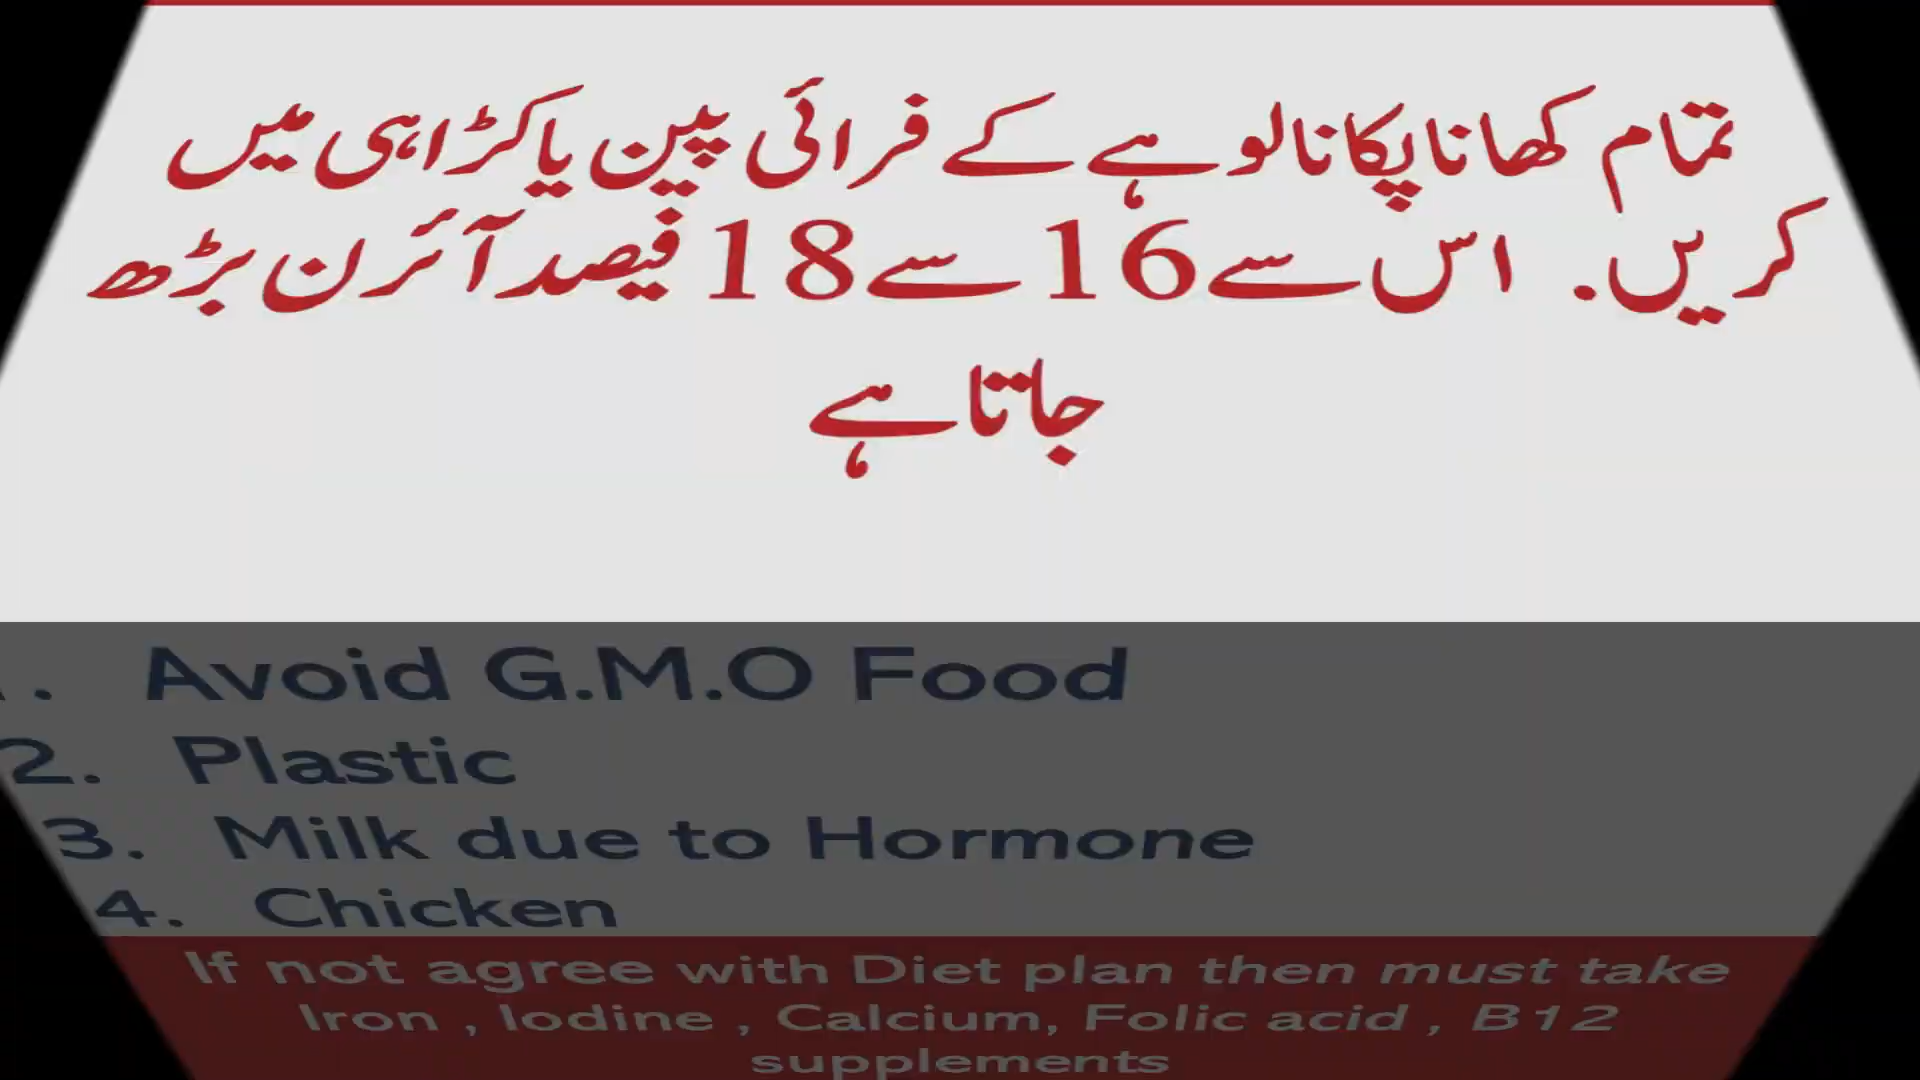 تمام کھانا پکانا لوہے کے فرائی پین یا کڑاہی میں
کریں. اس سے 16 سے 18 فیصد آئرن بڑھ
جاتا ہے
1. Avoid G.M.O Food
2. Plastic
3. Milk due to Hormone
4. Chicken
If not agree with Diet plan then must take
Iron , Iodine , Calcium, Folic acid , B12
supplements